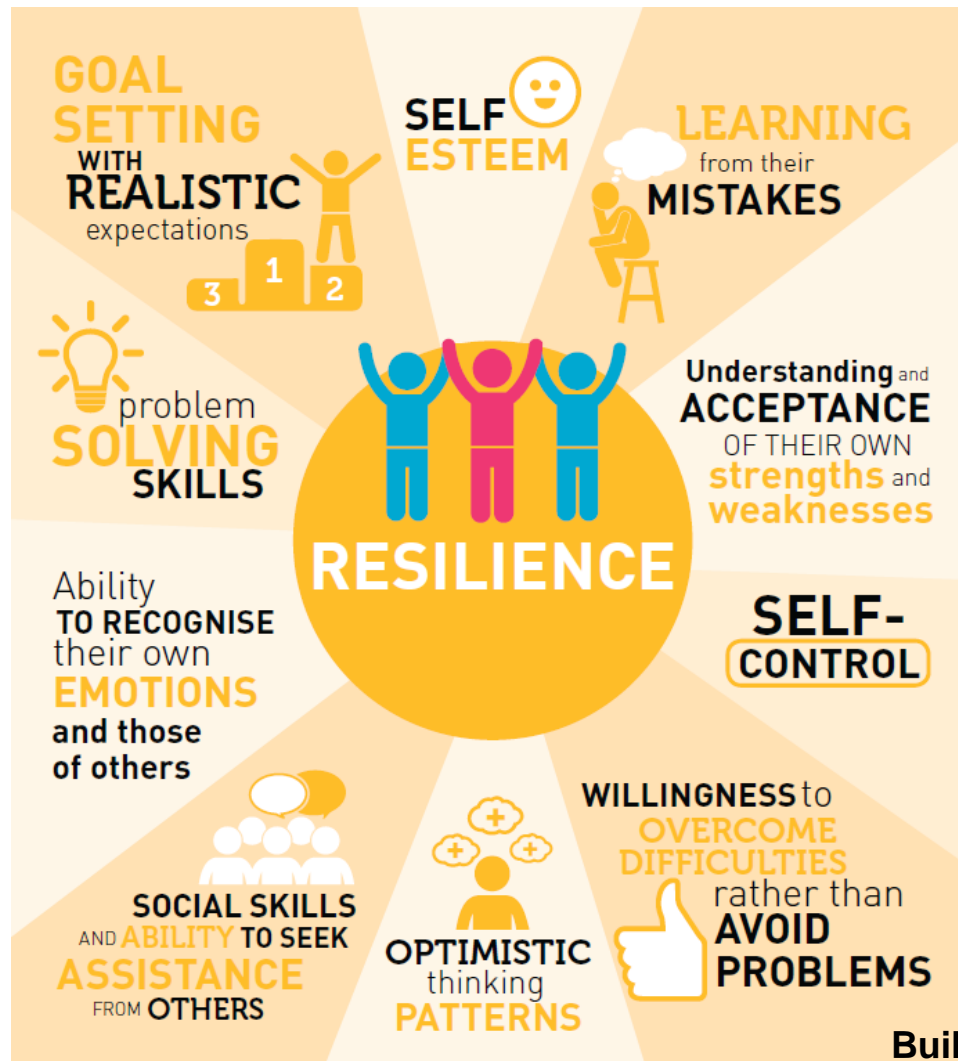 GOAL
SETTING
WITH
REALISTIC
expectations
3 1 2
SELF
ESTEEM
LEARNING
from their
MISTAKES
Understanding and
ACCEPTANCE
OF THEIR OWN
strengths and
weaknesses
SELF-
CONTROL
WILLINGNESS to
OVERCOME
DIFFICULTIES
rather than
AVOID
PROBLEMS
OPTIMISTIC
thinking
PATTERNS
SOCIAL SKILLS
AND ABILITY TO SEEK
ASSISTANCE
FROM OTHERS
Ability
TO RECOGNISE
their own
EMOTIONS
and those
of others
problem
SOLVING
SKILLS
RESILIENCE
Buil